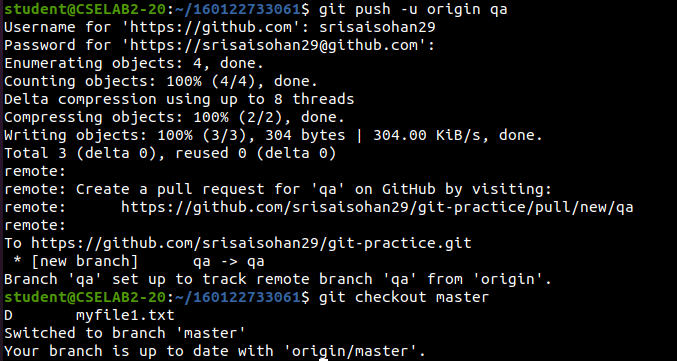 student@CSELAB2-20:~/160122733061$ git push -u origin qa
Username for 'https://github.com': srisaisohan29
Password for 'https://srisaisohan29@github.com':
Enumerating objects: 4, done.
Counting objects: 100% (4/4), done.
Delta compression using up to 8 threads
Compressing objects: 100% (2/2), done.
Writing objects: 100% (3/3), 304 bytes | 304.00 KiB/s, done.
Total 3 (delta 0), reused 0 (delta 0)
remote:
remote: Create a pull request for 'qa' on GitHub by visiting:
remote:      https://github.com/srisaisohan29/git-practice/pull/new/qa
remote:
To https://github.com/srisaisohan29/git-practice.git
 * [new branch]      qa -> qa
Branch 'qa' set up to track remote branch 'qa' from 'origin'.
student@CSELAB2-20:~/160122733061$ git checkout master
D       myfile1.txt
Switched to branch 'master'
Your branch is up to date with 'origin/master'.